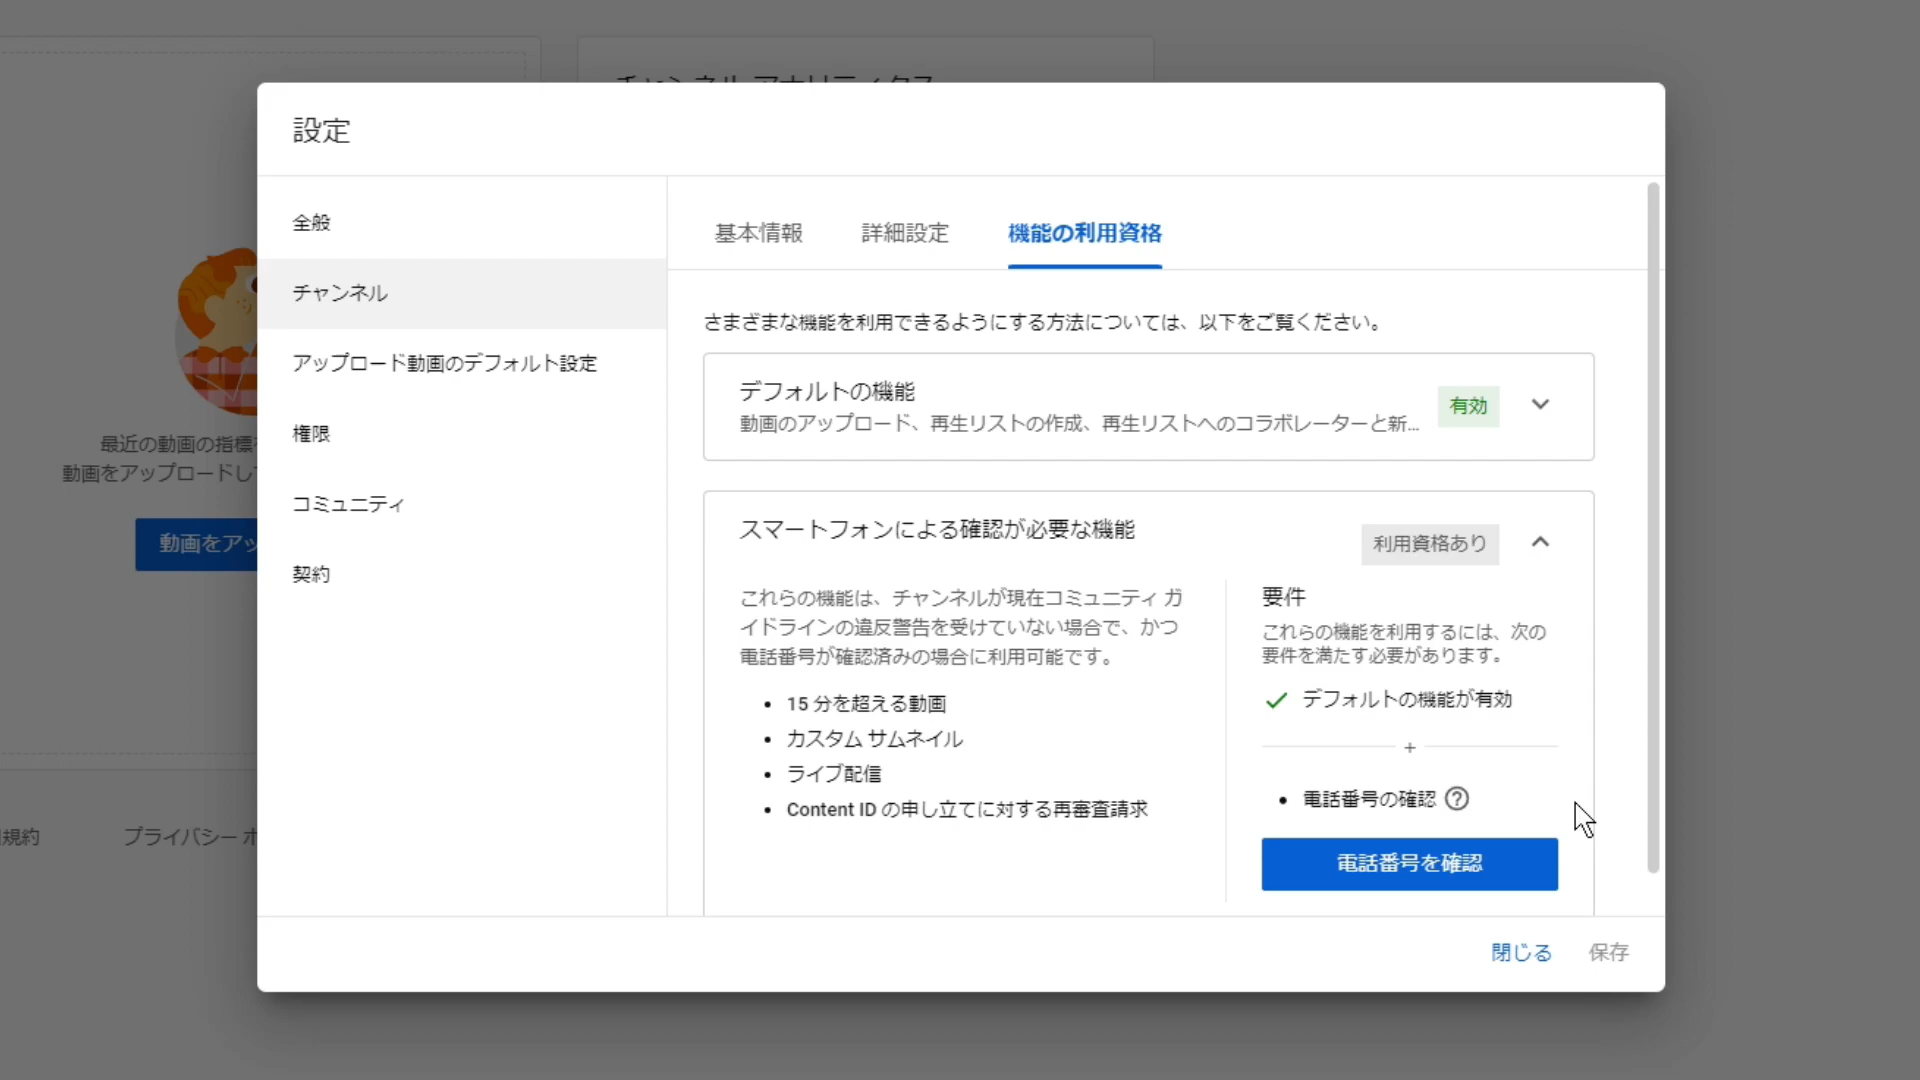 チャンネル アナリティクス
設定
全般
チャンネル
アップロード動画のデフォルト設定
権限
コミュニティ
契約
基本情報
詳細設定
機能の利用資格
さまざまな機能を利用できるようにする方法については、以下をご覧ください。
デフォルトの機能
動画のアップロード、再生リストの作成、再生リストへのコラボレーターと新...
有効
スマートフォンによる確認が必要な機能
利用資格あり
これらの機能は、チャンネルが現在コミュニティ ガ
イドラインの違反警告を受けていない場合で、かつ
電話番号が確認済みの場合に利用可能です。
• 15 分を超える動画
• カスタム サムネイル
• ライブ配信
• Content ID の申し立てに対する再審査請求
要件
これらの機能を利用するには、次の
要件を満たす必要があります。
デフォルトの機能が有効
+
• 電話番号の確認 ?
電話番号を確認
閉じる
保存
最近の動画の指標
動画をアップロードし
動画をアッ
規約
プライバシー ポ